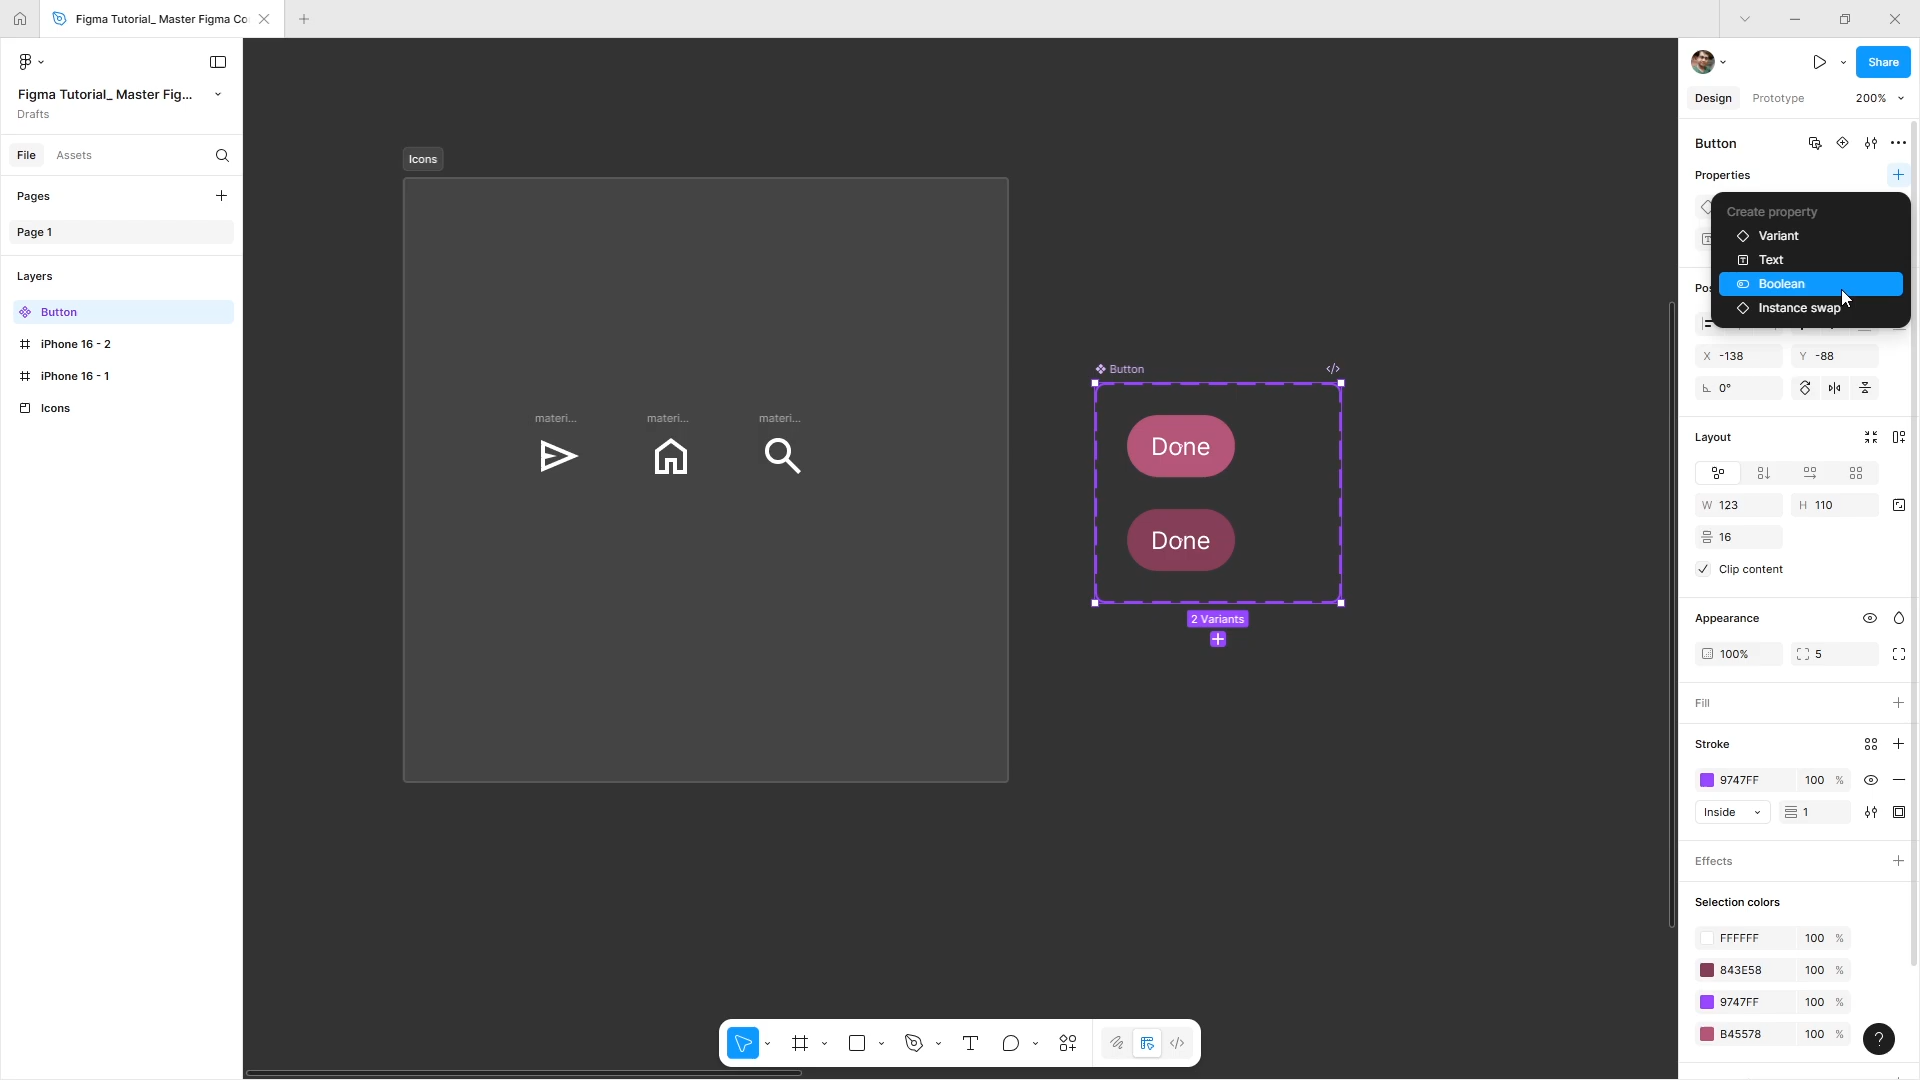 Figma Tutorial_ Master Figma Co
Figma Tutorial_ Master Fig...
Drafts
File
Assets
Pages
Page 1
Layers
Button
iPhone 16 - 2
iPhone 16 - 1
Icons
Icons
materi...
materi...
materi...
Button
Done
Done
2 Variants
Share
Design
Prototype
200%
Button
Properties
Create property
Variant
Text
Boolean
Instance swap
Pos
X -138
Y -88
0°
Layout
W 123
H 110
16
Clip content
Appearance
100%
5
Fill
Stroke
9747FF 100 %
Inside
1
Effects
Selection colors
FFFFFF 100 %
843E58 100 %
9747FF 100 %
B45578 100 %
?